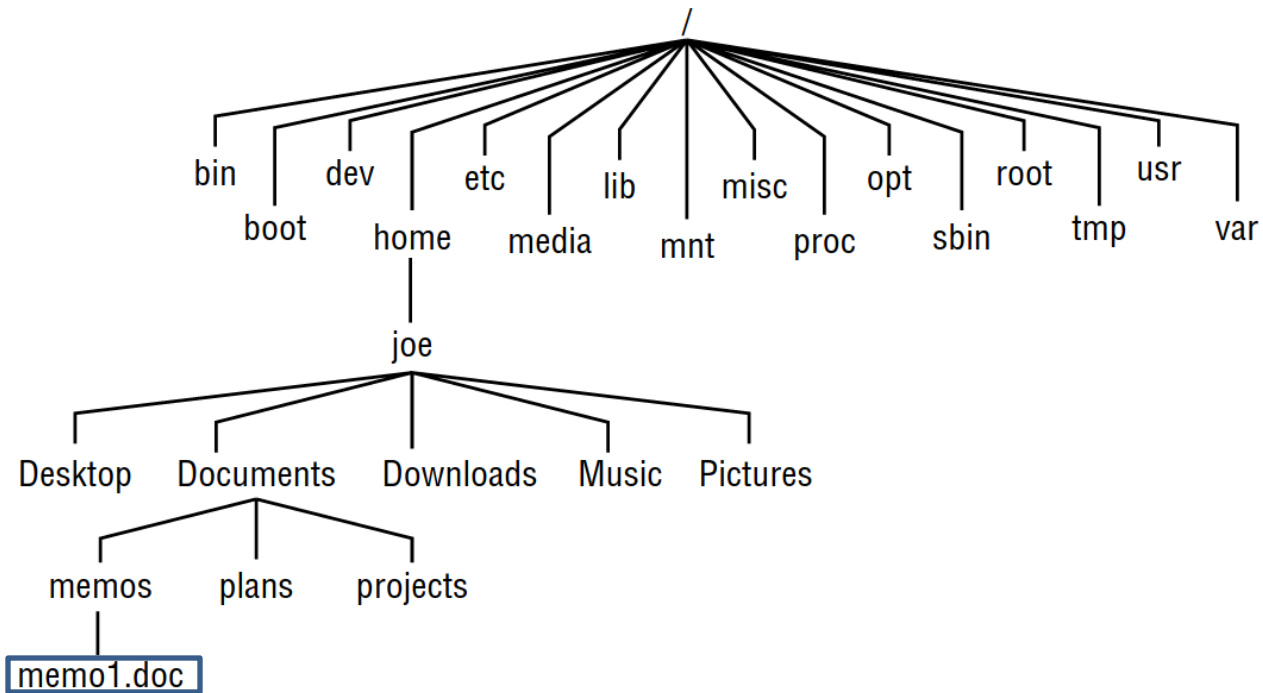 /
bin dev etc lib misc opt root usr
boot home media mnt proc sbin tmp var
joe
Desktop Documents Downloads Music Pictures
memos plans projects
memo1.doc